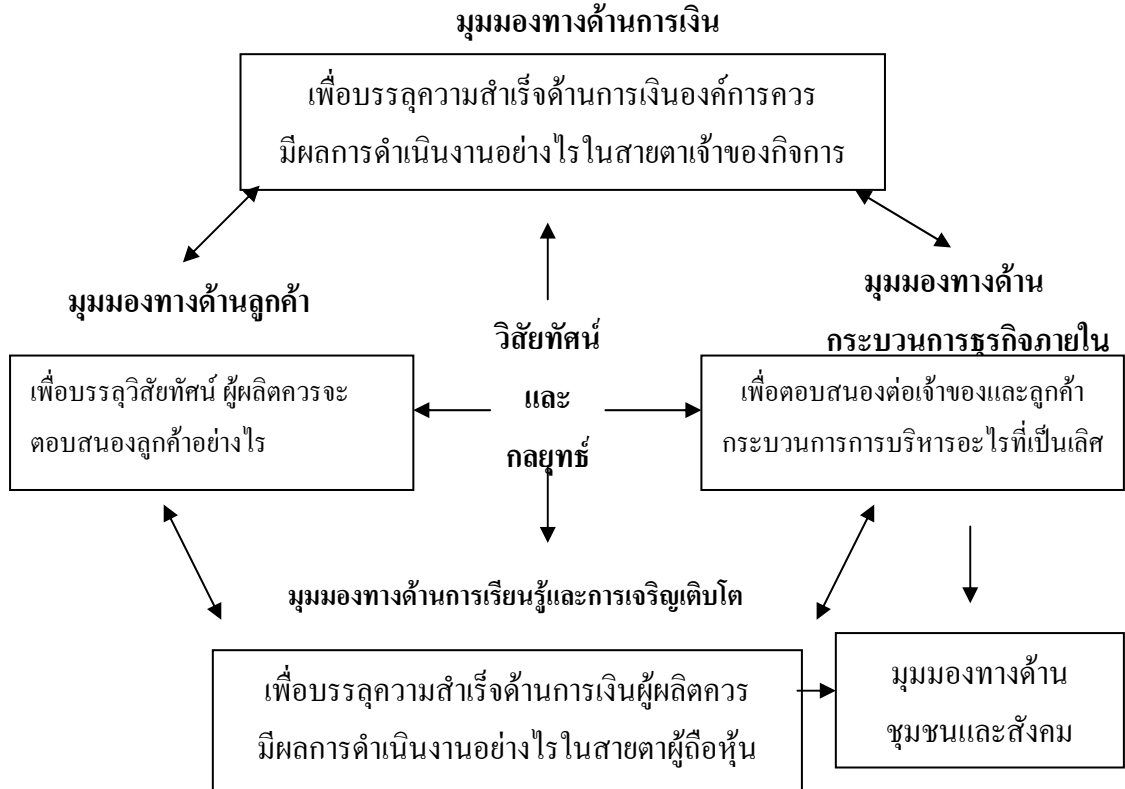 มุมมองทางด้านการเงิน
เพื่อบรรลุความสำเร็จด้านการเงินองค์การควร
มีผลการดำเนินงานอย่างไรในสายตาเจ้าของกิจการ
มุมมองทางด้านลูกค้า
เพื่อบรรลุวิสัยทัศน์ ผู้ผลิตควรจะ
ตอบสนองลูกค้าอย่างไร
วิสัยทัศน์
และ
กลยุทธ์
มุมมองทางด้าน
กระบวนการธุรกิจภายใน
เพื่อตอบสนองต่อเจ้าของและลูกค้า
กระบวนการการบริหารอะไรที่เป็นเลิศ
มุมมองทางด้านการเรียนรู้และการเจริญเติบโต
เพื่อบรรลุความสำเร็จด้านการเงินผู้ผลิตควร
มีผลการดำเนินงานอย่างไรในสายตาผู้ถือหุ้น
มุมมองทางด้าน
ชุมชนและสังคม